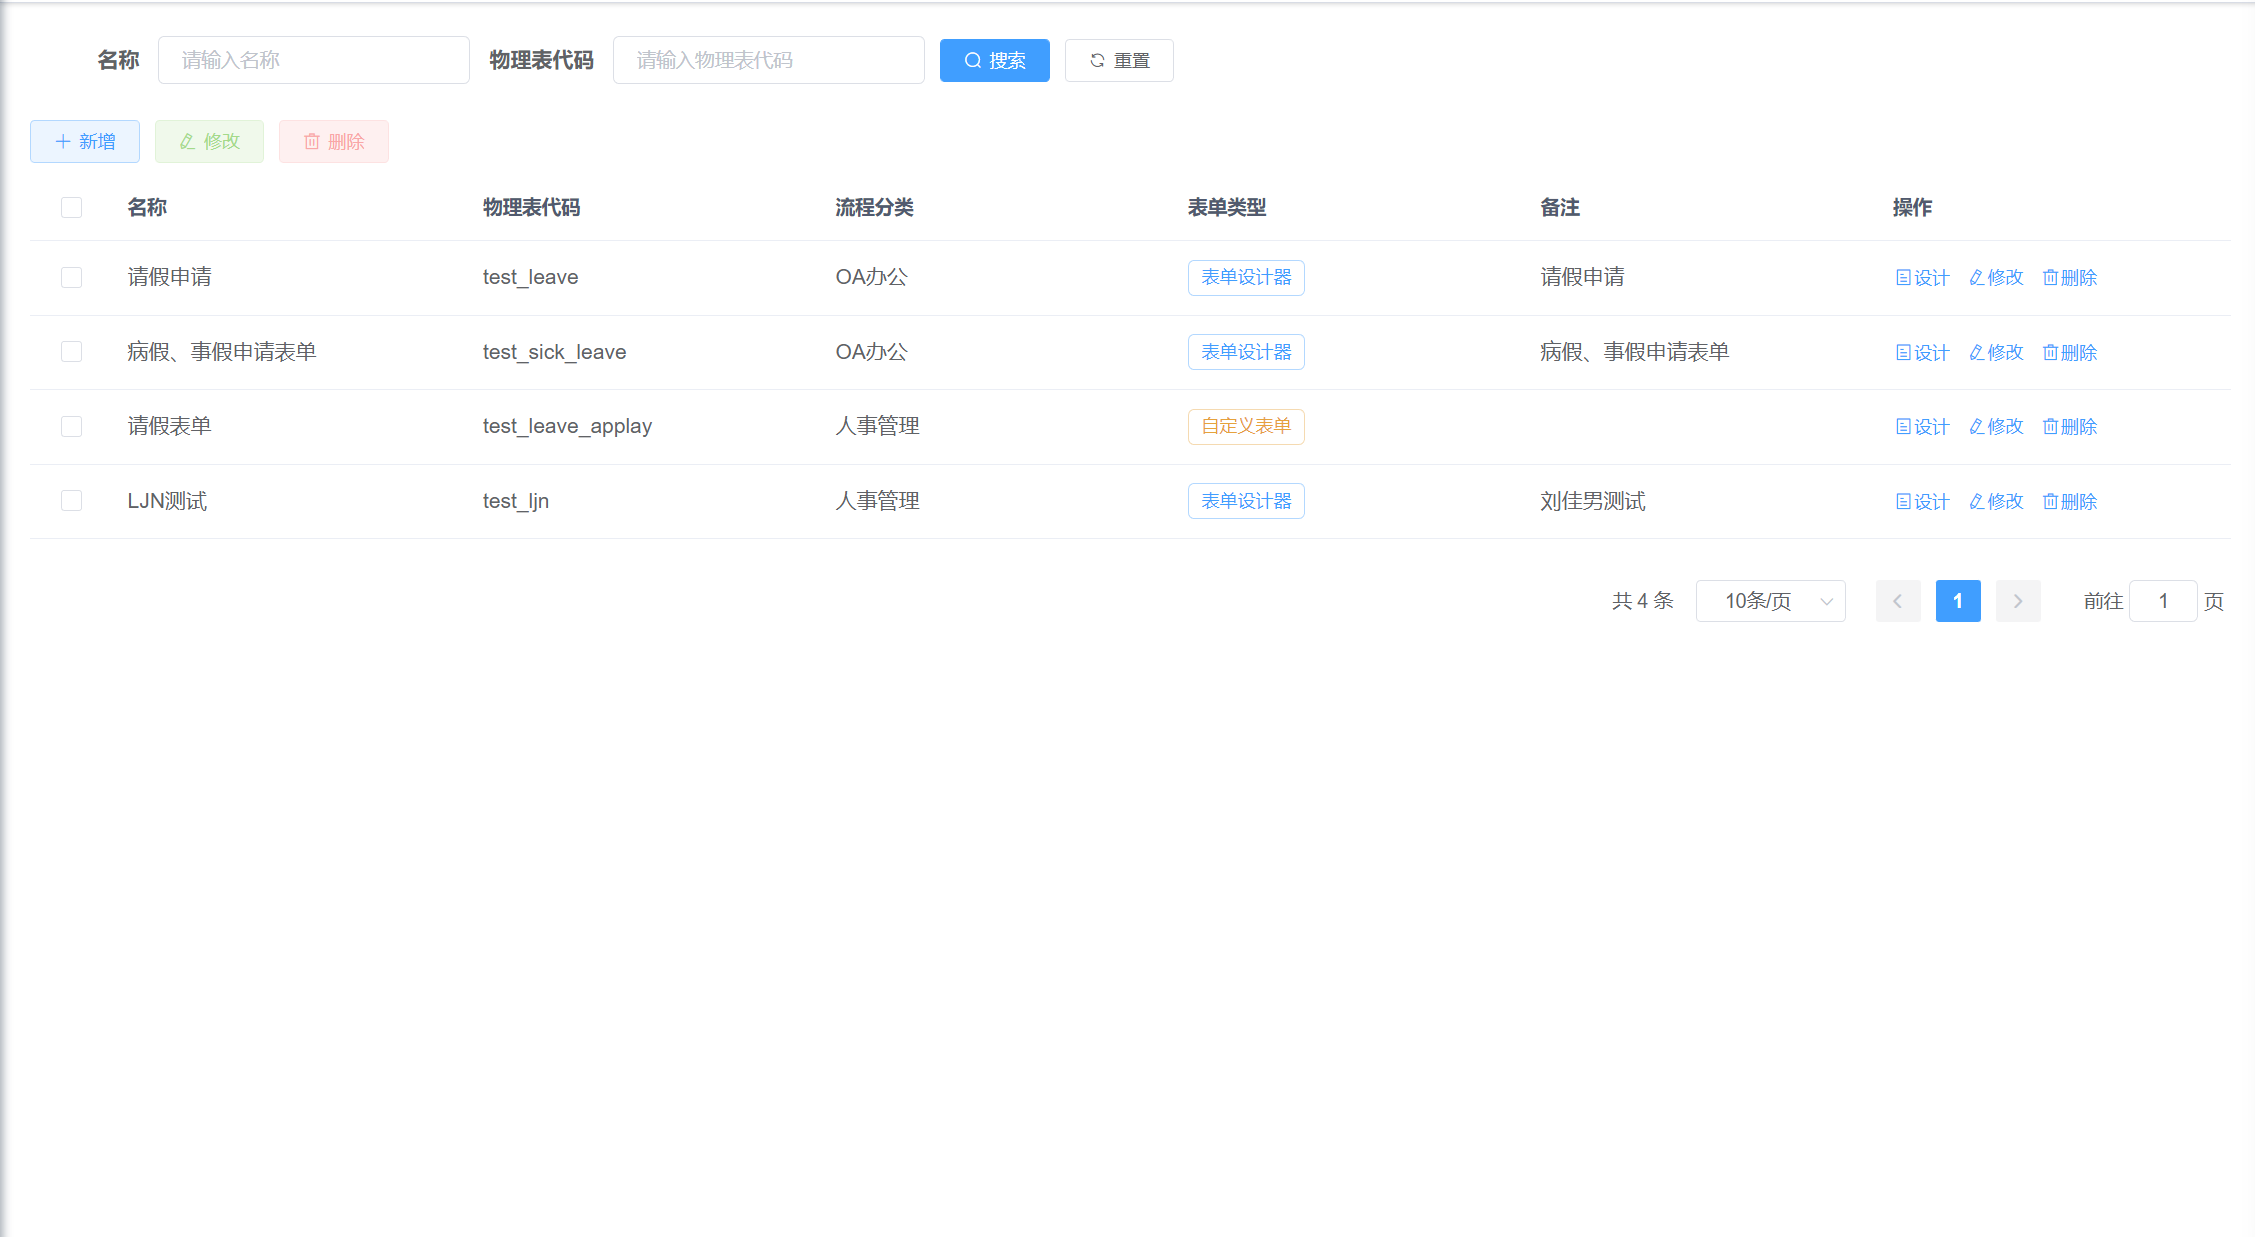 名称 请输入名称 物理表代码 请输入物理表代码 搜索 重置
新增 修改 删除
名称 物理表代码 流程分类 表单类型 备注 操作
请假申请 test_leave OA办公 表单设计器 请假申请 设计 修改 删除
病假、事假申请表单 test_sick_leave OA办公 表单设计器 病假、事假申请表单 设计 修改 删除
请假表单 test_leave_applay 人事管理 自定义表单 设计 修改 删除
LJN测试 test_ljn 人事管理 表单设计器 刘佳男测试 设计 修改 删除
共 4 条 10条/页 1 前往 1 页